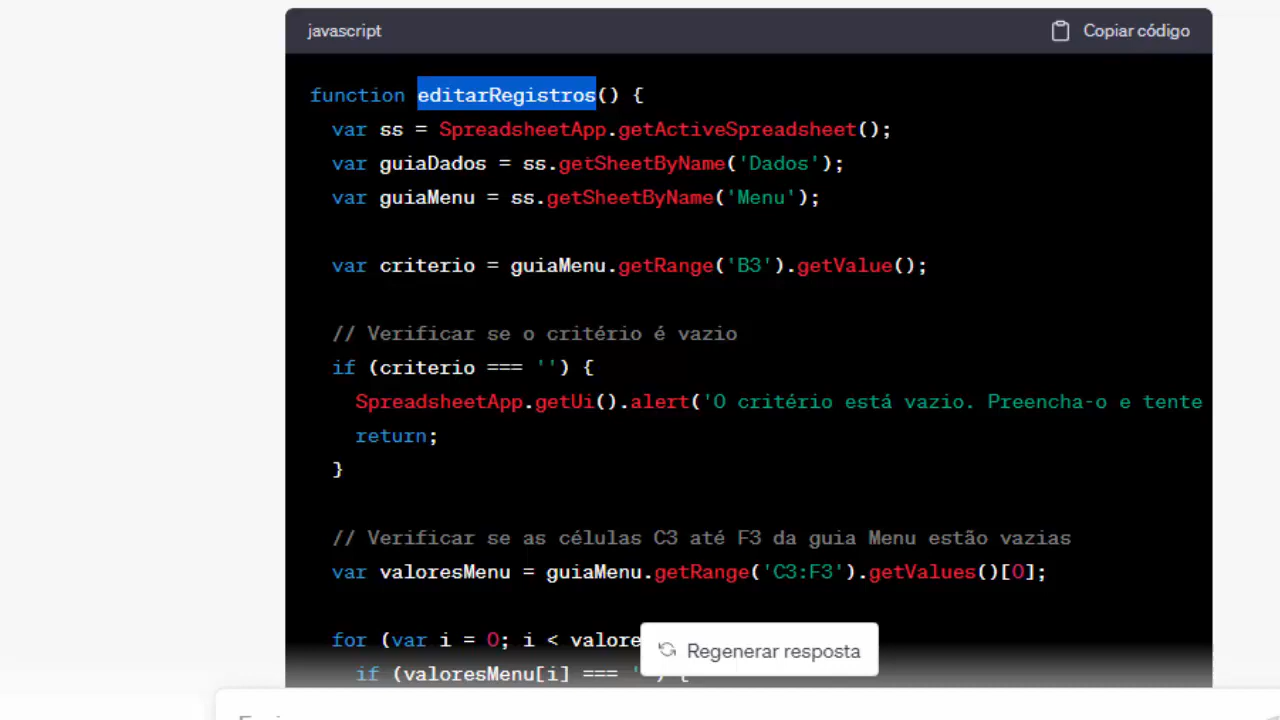 javascript
Copiar código
function editarRegistros() {
var ss = SpreadsheetApp.getActiveSpreadsheet();
var guiaDados = ss.getSheetByName('Dados');
var guiaMenu = ss.getSheetByName('Menu');
var criterio = guiaMenu.getRange('B3').getValue();
// Verificar se o critério é vazio
if (criterio === '') {
SpreadsheetApp.getUi().alert('O critério está vazio. Preencha-o e tente
return;
}
// Verificar se as células C3 até F3 da guia Menu estão vazias
var valoresMenu = guiaMenu.getRange('C3:F3').getValues()[0];
for (var i = 0; i < valore
Regenerar resposta
if (valoresMenu[i] === '